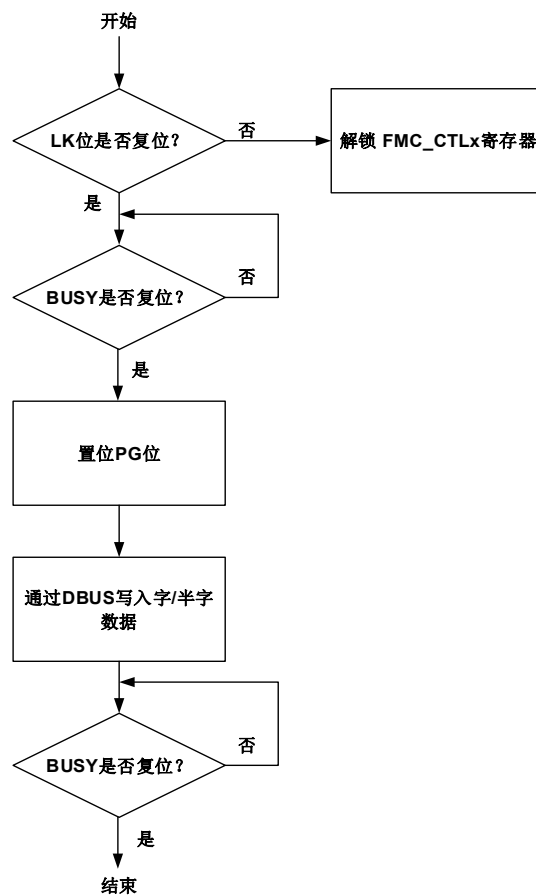 开始
LK位是否复位？
否
解锁 FMC_CTLx寄存器
是
BUSY是否复位？
否
是
置位PG位
通过DBUS写入字/半字
数据
BUSY是否复位？
否
是
结束